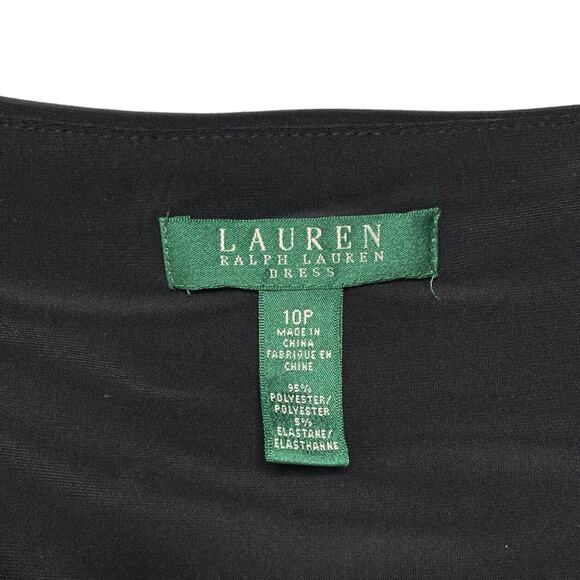 LAUREN
RALPH LAUREN
DRESS
10P
MADE IN
CHINA
FABRIQUE EN
CHINE
95%
POLYESTER/
POLYESTER
5%
ELASTANE/
ELASTHANNE